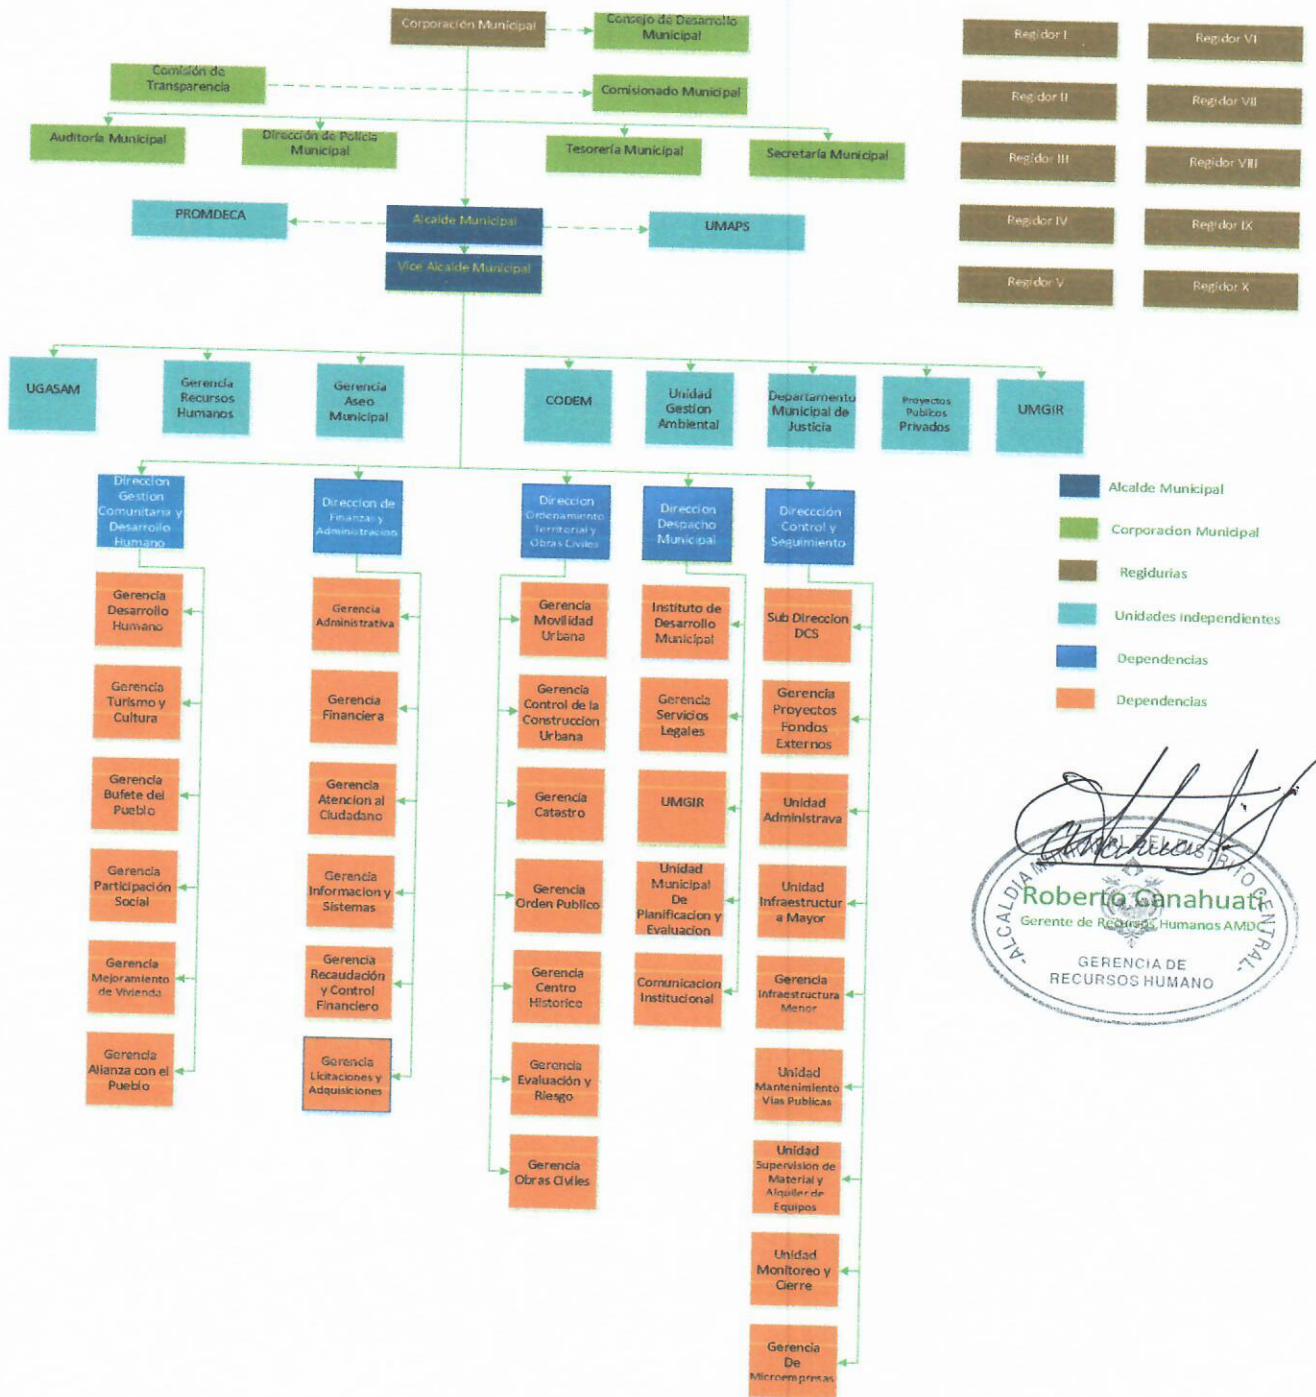 Corporación Municipal
Consejo de Desarrollo
Municipal
Comisión de
Transparencia
Comisionado Municipal
Auditoría Municipal
Dirección de Policía
Municipal
Tesorería Municipal
Secretaría Municipal
PROMDECA
Alcalde Municipal
UMAPS
Vice Alcalde Municipal
Regidor I
Regidor VI
Regidor II
Regidor VII
Regidor III
Regidor VIII
Regidor IV
Regidor IX
Regidor V
Regidor X
UGASAM
Gerencia
Recursos
Humanos
Gerencia
Aseo
Municipal
CODEM
Unidad
Gestion
Ambiental
Departamento
Municipal de
Justicia
Proyectos
Publicos
Privados
UMGIR
Direccion
Gestion
Comunitaria y
Desarrollo
Humano
Gerencia
Desarrollo
Humano
Gerencia
Turismo y
Cultura
Gerencia
Bufete del
Pueblo
Gerencia
Participación
Social
Gerencia
Mejoramiento
de Vivienda
Gerencia
Alianza con el
Pueblo
Direccion de
Finanzas y
Administracion
Gerencia
Administrativa
Gerencia
Financiera
Gerencia
Atencion al
Ciudadano
Gerencia
Informacion y
Sistemas
Gerencia
Recaudación
y Control
Financiero
Gerencia
Licitaciones y
Adquisiciones
Direccion
Ordenamiento
Territorial y
Obras Civiles
Gerencia
Movilidad
Urbana
Gerencia
Control de la
Construccion
Urbana
Gerencia
Catastro
Gerencia
Orden Publico
Gerencia
Centro
Historico
Gerencia
Evaluación y
Riesgo
Gerencia
Obras Civiles
Direccion
Despacho
Municipal
Instituto de
Desarrollo
Municipal
Gerencia
Servicios
Legales
UMGIR
Unidad
Municipal
De
Planificacion y
Evaluacion
Comunicacion
Institucional
Direccción
Control y
Seguimiento
Sub Direccion
DCS
Gerencia
Proyectos
Fondos
Externos
Unidad
Administrava
Unidad
Infraestructur
a Mayor
Gerencia
Infraestructura
Menor
Unidad
Mantenimiento
Vias Publicas
Unidad
Supervision de
Material y
Alquiler de
Equipos
Unidad
Monitoreo y
Cierre
Gerencia
De
Microempresas
Alcalde Municipal
Corporacion Municipal
Regidurias
Unidades independientes
Dependencias
Dependencias
ALCALDIA MUNICIPAL DEL DISTRITO CENTRAL
Roberto Canahuati
Gerente de Recursos Humanos AMDC
GERENCIA DE
RECURSOS HUMANO